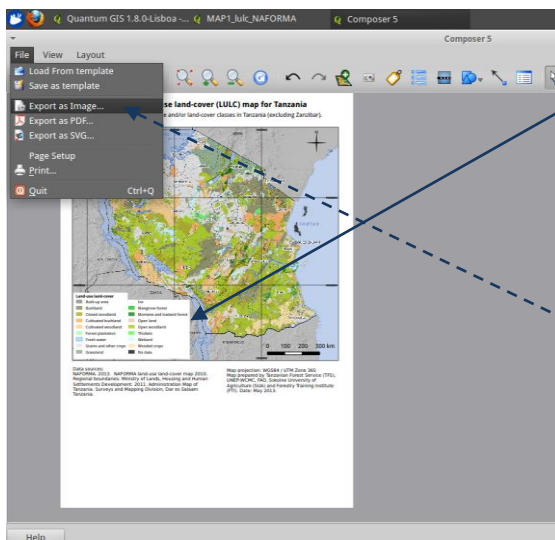 Quantum GIS 1.8.0-Lisboa -... MAP1_lulc_NAFORMA Composer 5
Composer 5
File View Layout
Load From template
Save as template
Export as Image...
Export as PDF...
Export as SVG...
Page Setup
Print...
Quit Ctrl+Q
se land-cover (LULC) map for Tanzania
e and/or land-cover classes in Tanzania (excluding Zanzibar).
Land-use/land-cover
Built-up area
Bushland
Closed woodland
Cultivated bushland
Cultivated woodland
Forest plantation
Fresh water
Grains and other crops
Grassland
Ice
Mangrove forest
Montane and lowland forest
Open land
Open woodland
Thickets
Wetland
Wooded crops
No data
0 100 200 300 km
Data sources:
NAFORMA. 2013. NAFORMA land-use land-cover map 2010.
Regional boundaries: Ministry of Lands, Housing and Human
Settlements Development. 2011. Administration Map of
Tanzania. Surveys and Mapping Division, Dar es Salaam
Tanzania.
Map projection: WGS84 / UTM Zone 36S
Map prepared by Tanzanian Forest Service (TFS),
UNEP-WCMC, FAO, Sokoine University of
Agriculture (SUA) and Forestry Training Institute
(FTI). Date: May 2013.
Help